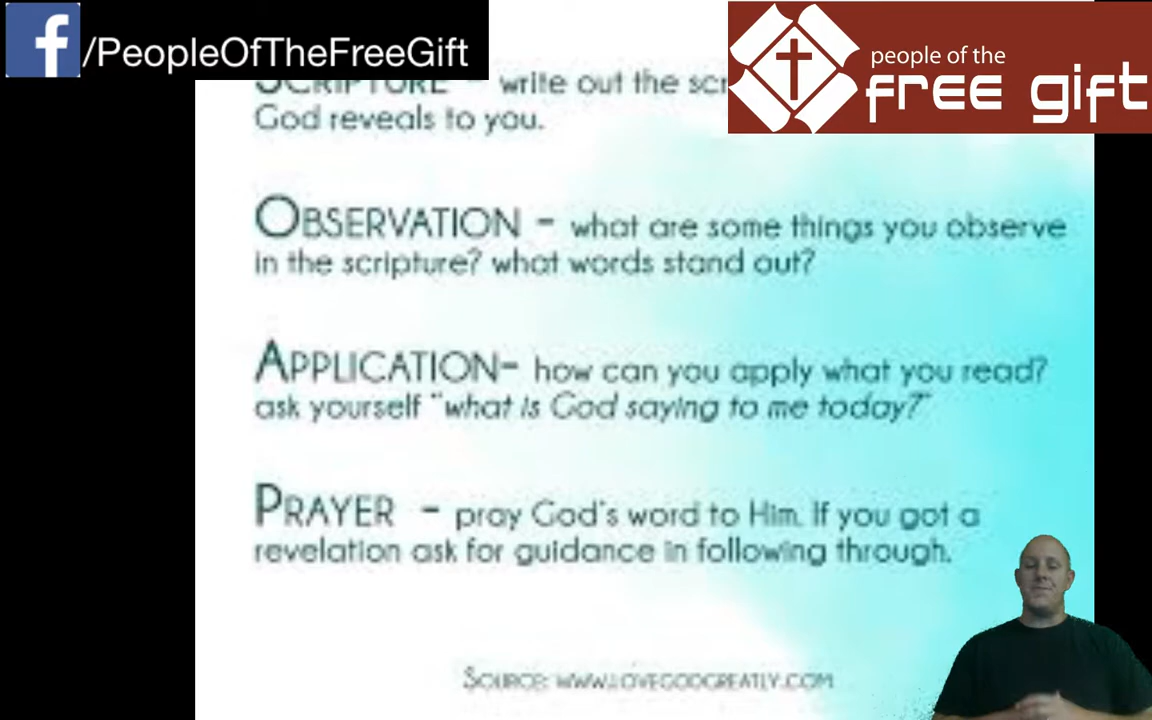 /PeopleOfTheFreeGift
people of the
free gift
SCRIPTURE - write out the scr
God reveals to you.
OBSERVATION - what are some things you observe
in the scripture? what words stand out?
APPLICATION- how can you apply what you read?
ask yourself "what is God saying to me today?"
PRAYER - pray God's word to Him. If you got a
revelation ask for guidance in following through.
SOURCE: WWW.LOVEGODGREATLY.COM